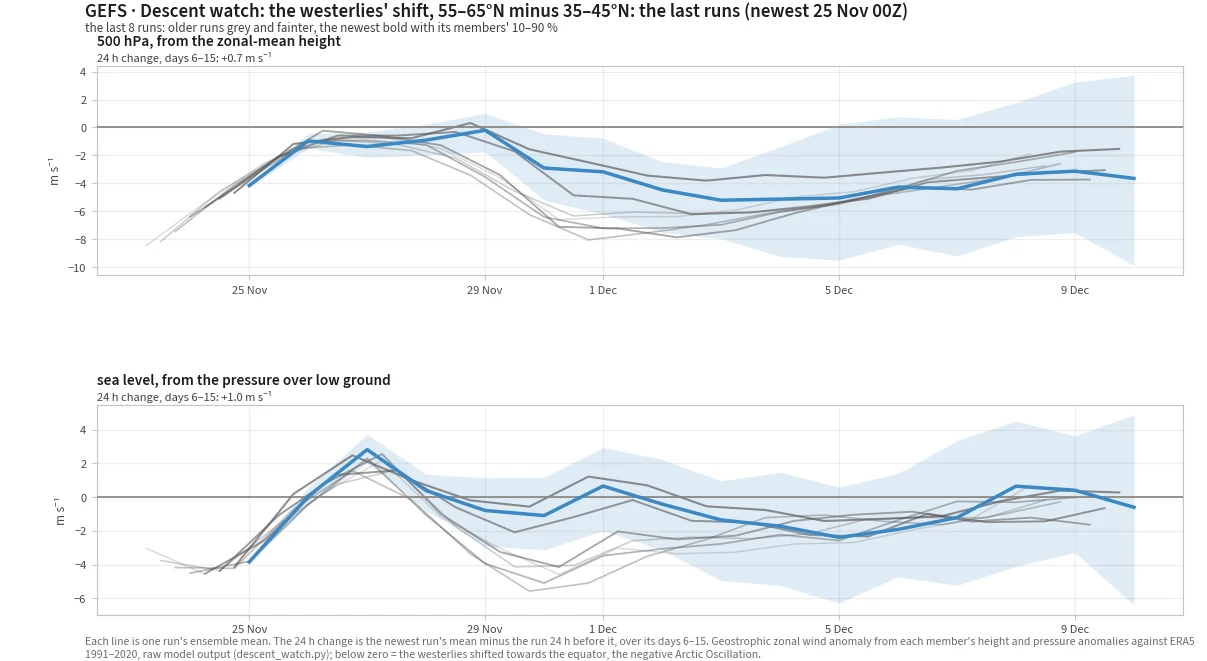 GEFS · Descent watch: the westerlies' shift, 55–65°N minus 35–45°N: the last runs (newest 25 Nov 00Z)
the last 8 runs: older runs grey and fainter, the newest bold with its members' 10–90 %
500 hPa, from the zonal-mean height
24 h change, days 6–15: +0.7 m s⁻¹
4
2
0
−2
−4
−6
−8
−10
m s⁻¹
25 Nov
29 Nov
1 Dec
5 Dec
9 Dec
sea level, from the pressure over low ground
24 h change, days 6–15: +1.0 m s⁻¹
4
2
0
−2
−4
−6
m s⁻¹
25 Nov
29 Nov
1 Dec
5 Dec
9 Dec
Each line is one run's ensemble mean. The 24 h change is the newest run's mean minus the run 24 h before it, over its days 6–15. Geostrophic zonal wind anomaly from each member's height and pressure anomalies against ERA5
1991–2020, raw model output (descent_watch.py); below zero = the westerlies shifted towards the equator, the negative Arctic Oscillation.